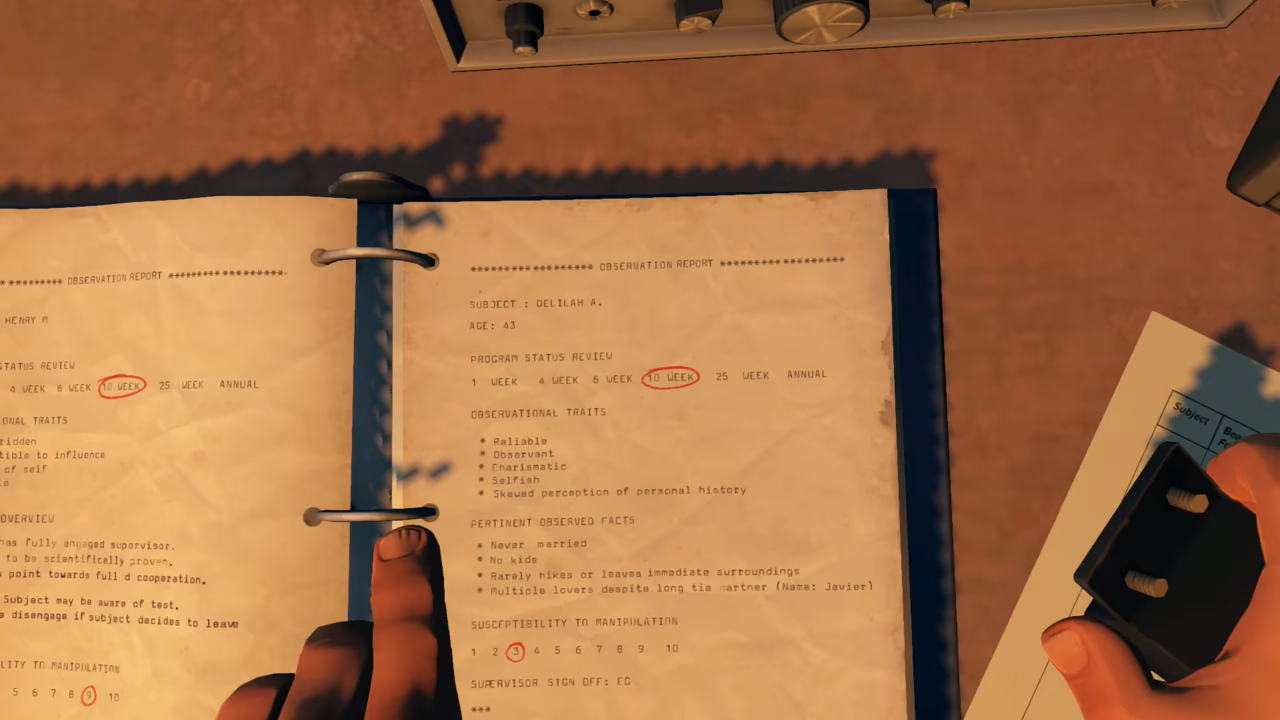 ****************** OBSERVATION REPORT ******************
HENRY M
STATUS REVIEW
4 WEEK 6 WEEK 10 WEEK 25 WEEK ANNUAL
ONAL TRAITS
ridden
tible to influence
of self
OVERVIEW
has fully engaged supervisor.
to be scientifically proven.
point towards full d cooperation.
Subject may be aware of test.
disengage if subject decides to leave
LITY TO MANIPULATION
5 6 7 8 9 10
****************** OBSERVATION REPORT ******************
SUBJECT : DELILAH A.
AGE: 43
PROGRAM STATUS REVIEW
1 WEEK 4 WEEK 6 WEEK 10 WEEK 25 WEEK ANNUAL
OBSERVATIONAL TRAITS
* Reliable
* Observant
* Charismatic
* Selfish
* Skewed perception of personal history
PERTINENT OBSERVED FACTS
* Never married
* No kids
* Rarely hikes or leaves immediate surroundings
* Multiple lovers despite long tie partner (Name: Javier)
SUSCEPTIBILITY TO MANIPULATION
1 2 3 4 5 6 7 8 9 10
SUPERVISOR SIGN OFF: FG
***
Subject